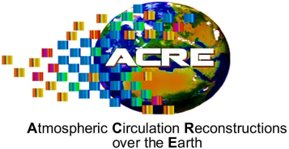 ACRE
Atmospheric Circulation Reconstructions
over the Earth